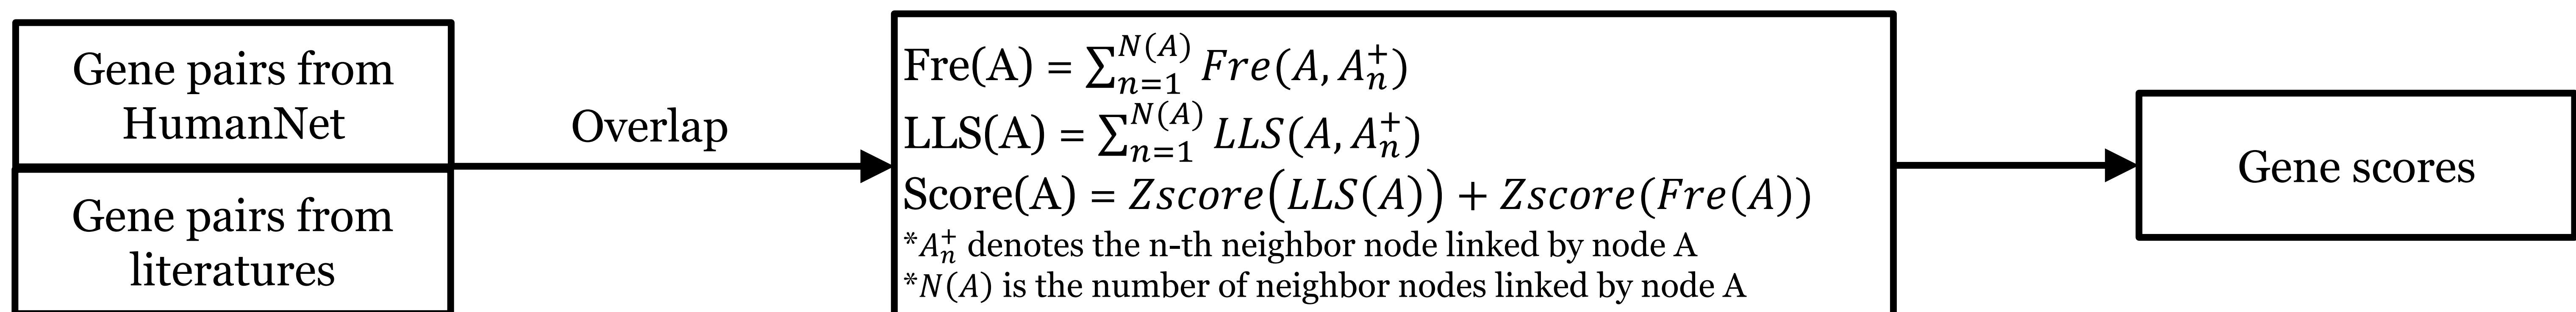 Gene pairs from
HumanNet
Gene pairs from
literatures
Overlap
Fre(A) = ∑_{n=1}^{N(A)} Fre(A, A_n^+)
LLS(A) = ∑_{n=1}^{N(A)} LLS(A, A_n^+)
Score(A) = Zscore(LLS(A)) + Zscore(Fre(A))
*A_n^+ denotes the n-th neighbor node linked by node A
*N(A) is the number of neighbor nodes linked by node A
Gene scores